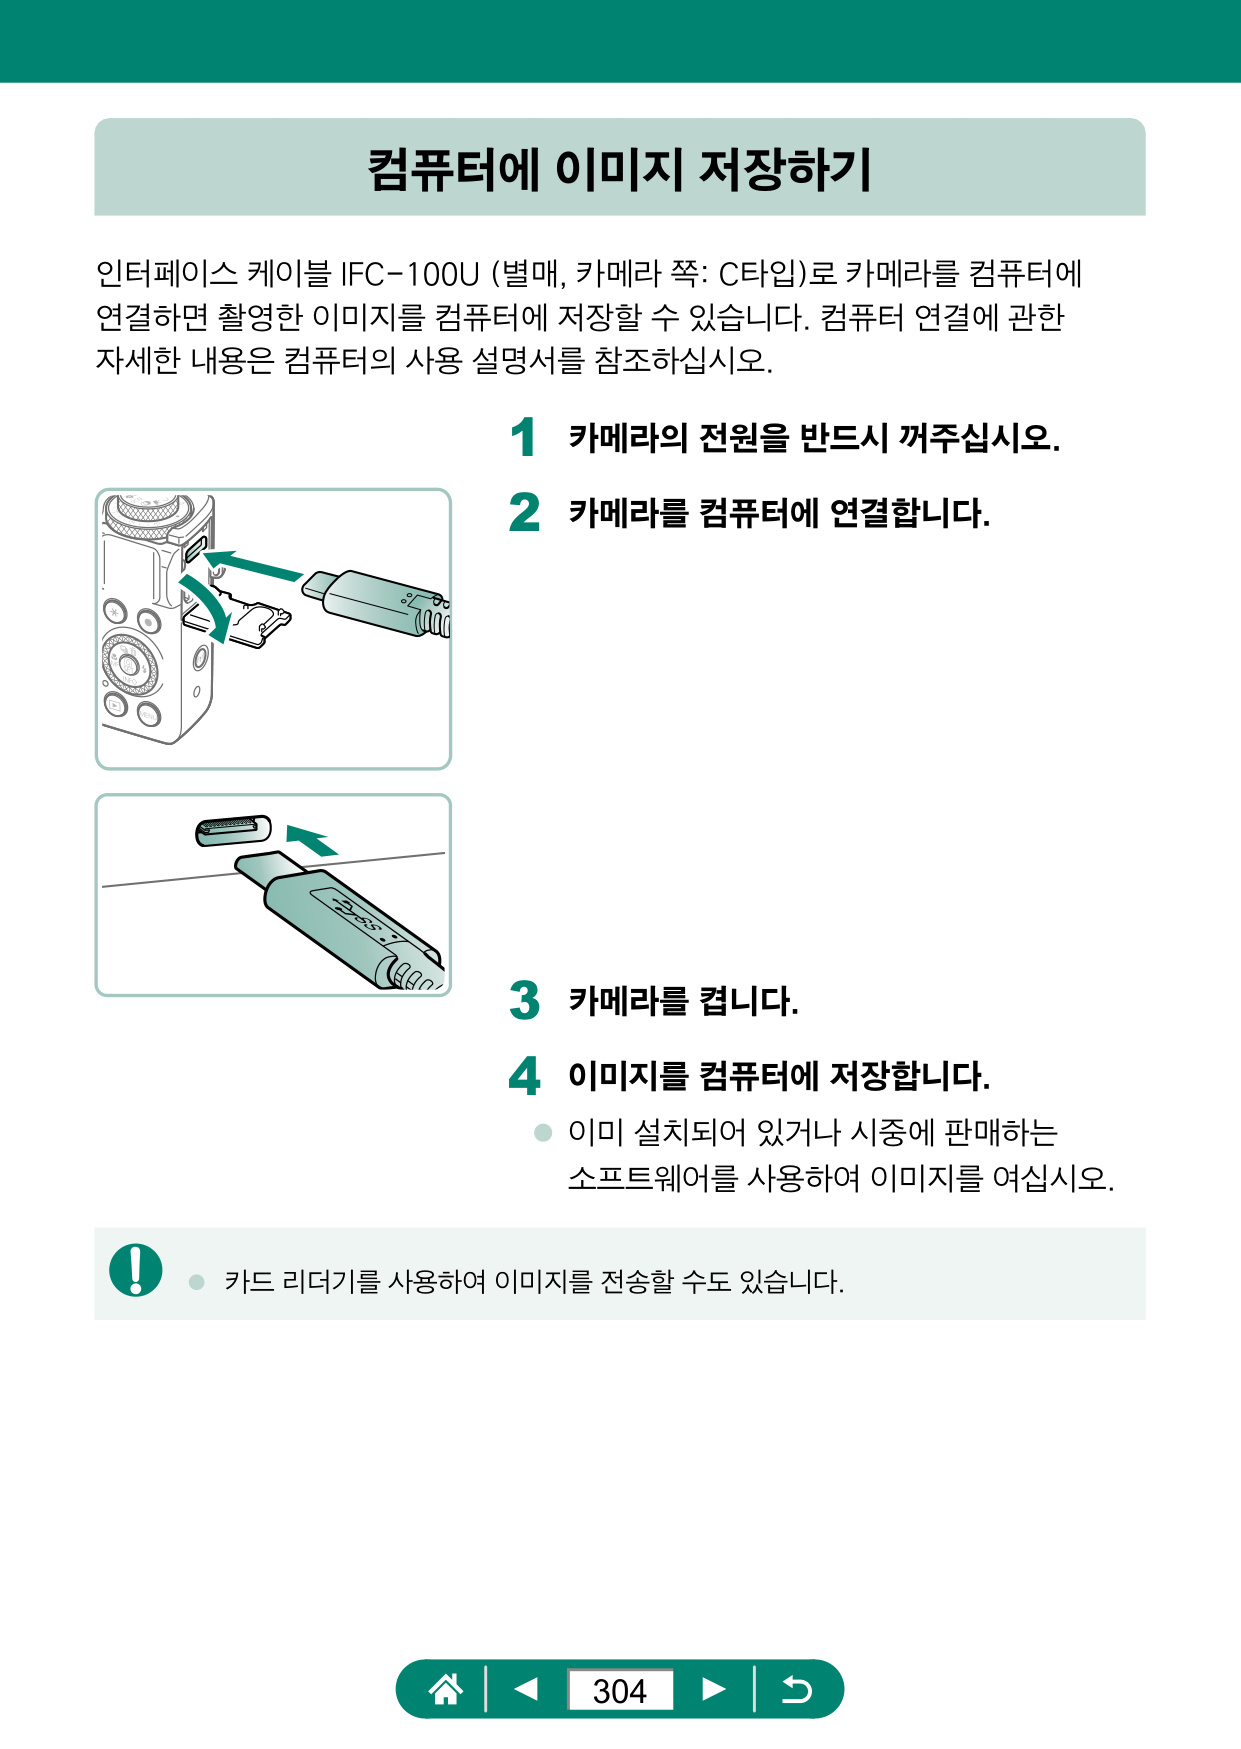 컴퓨터에 이미지 저장하기
인터페이스 케이블 IFC-100U (별매, 카메라 쪽: C타입)로 카메라를 컴퓨터에
연결하면 촬영한 이미지를 컴퓨터에 저장할 수 있습니다. 컴퓨터 연결에 관한
자세한 내용은 컴퓨터의 사용 설명서를 참조하십시오.
1 카메라의 전원을 반드시 꺼주십시오.
2 카메라를 컴퓨터에 연결합니다.
3 카메라를 켭니다.
4 이미지를 컴퓨터에 저장합니다.
● 이미 설치되어 있거나 시중에 판매하는
소프트웨어를 사용하여 이미지를 여십시오.
● 카드 리더기를 사용하여 이미지를 전송할 수도 있습니다.
304